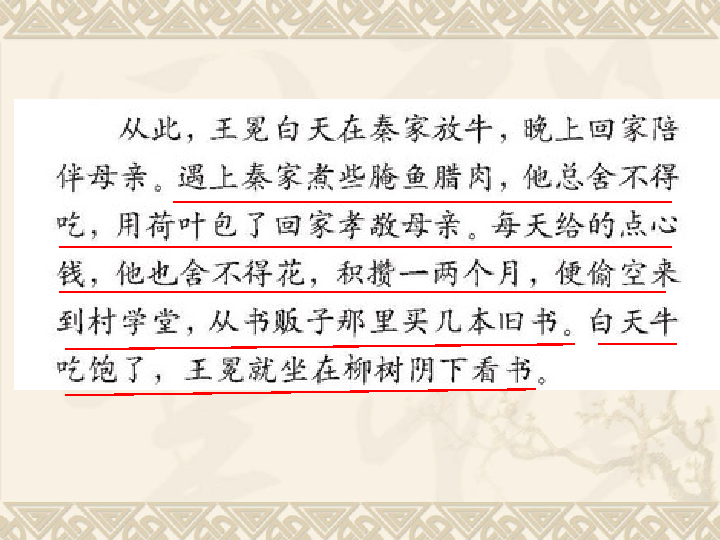 从此，王冕白天在秦家放牛，晚上回家陪
伴母亲。遇上秦家煮些腌鱼腊肉，他总舍不得
吃，用荷叶包了回家孝敬母亲。每天给的点心
钱，他也舍不得花，积攒一两个月，便偷空来
到村学堂，从书贩子那里买几本旧书。白天牛
吃饱了，王冕就坐在柳树阴下看书。